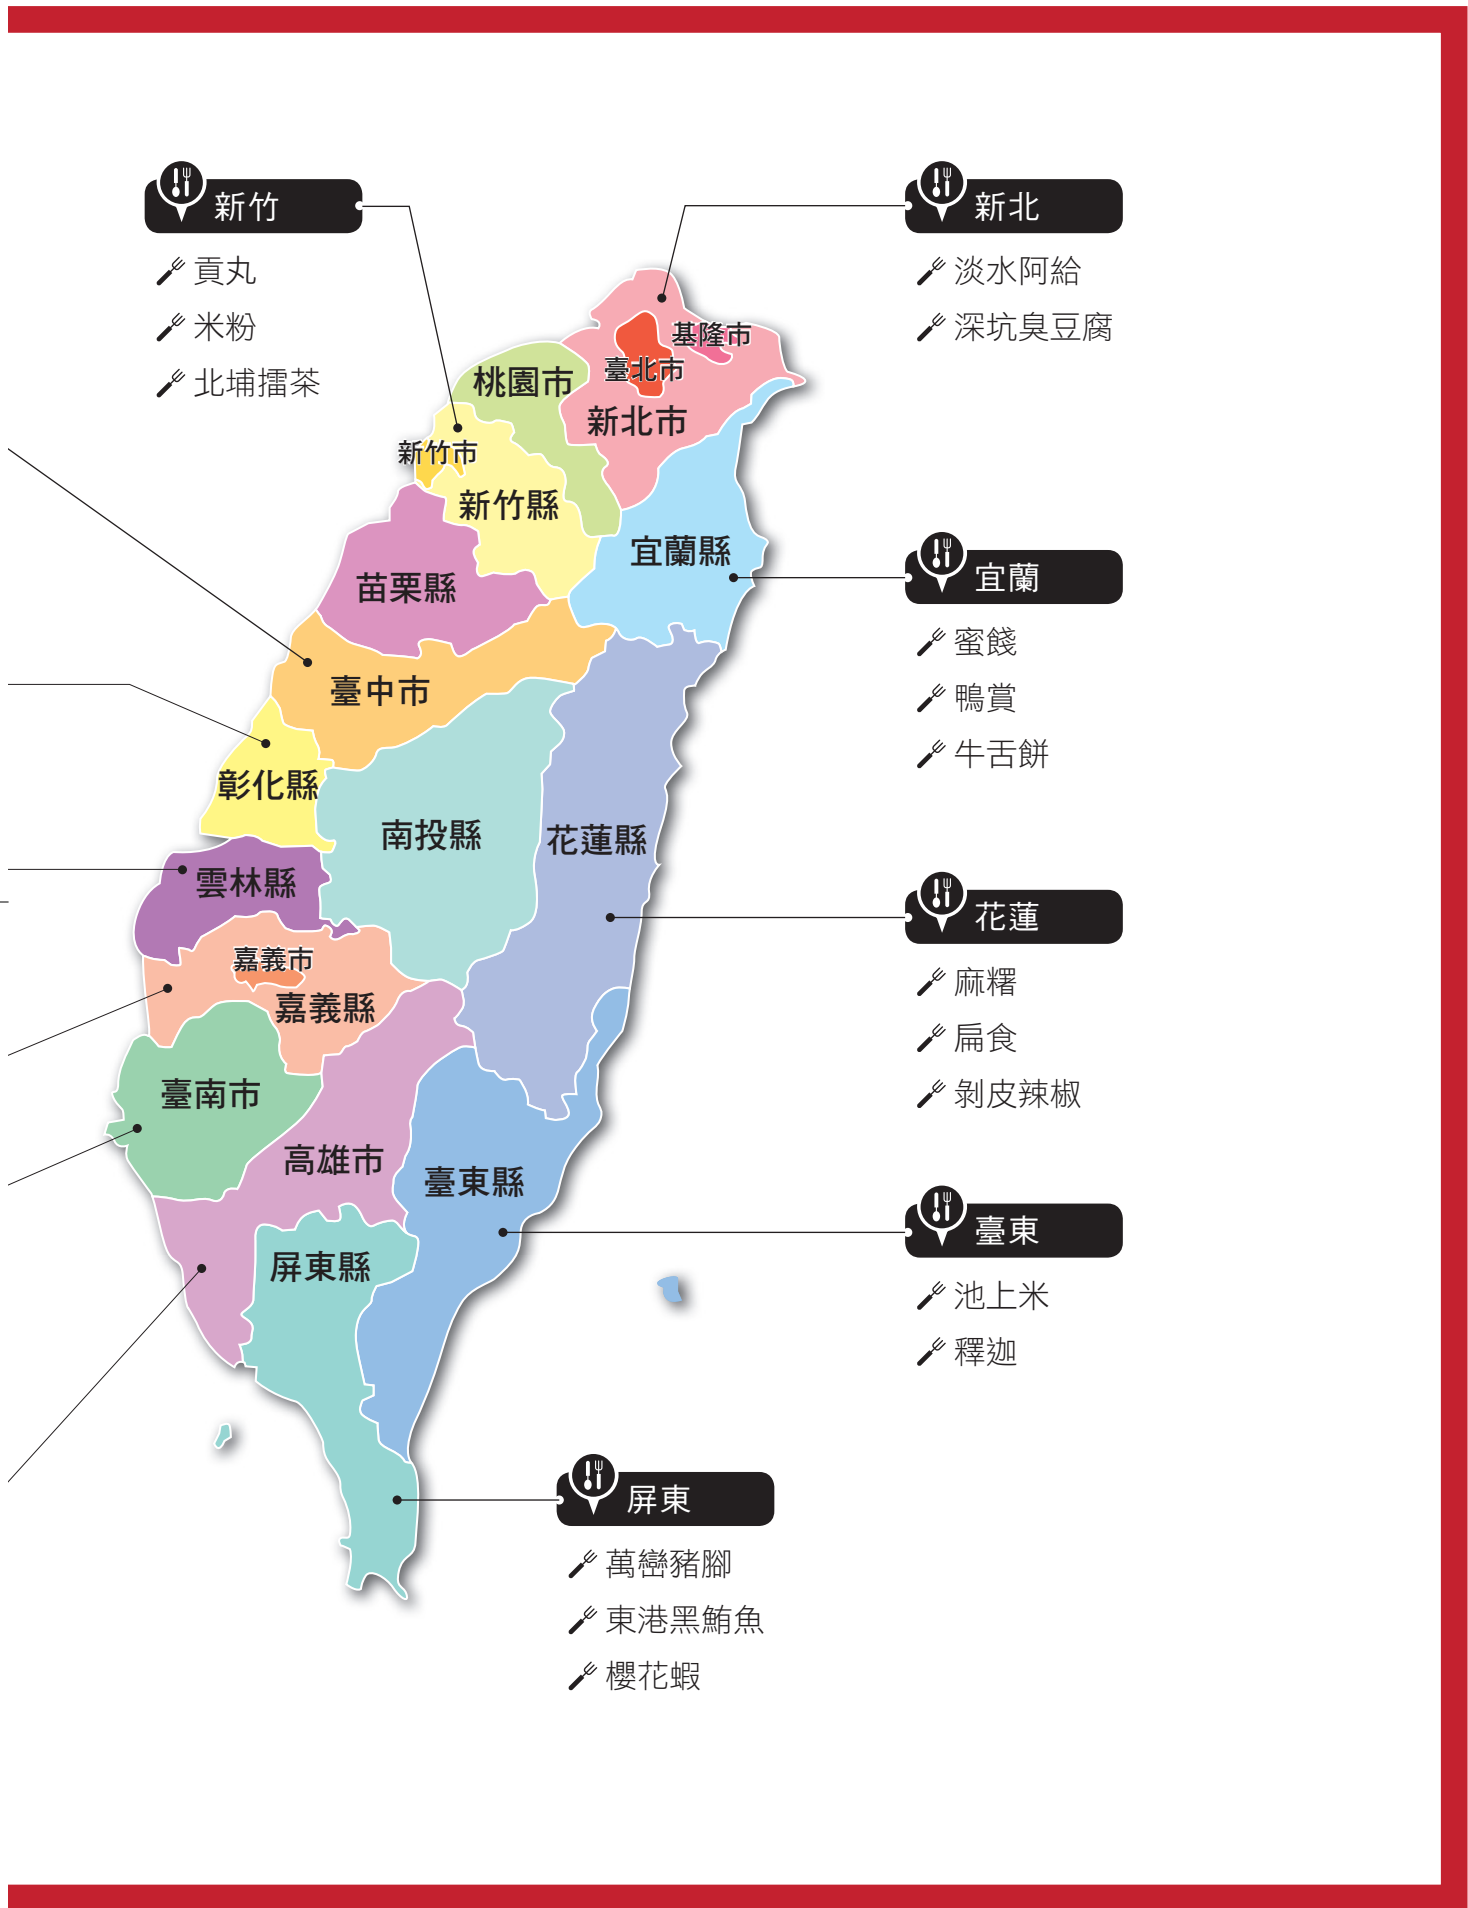 新竹
貢丸
米粉
北埔擂茶
新北
淡水阿給
深坑臭豆腐
基隆市
臺北市
桃園市
新北市
新竹市
新竹縣
宜蘭縣
苗栗縣
臺中市
彰化縣
南投縣
花蓮縣
雲林縣
嘉義市
嘉義縣
臺南市
高雄市
臺東縣
屏東縣
宜蘭
蜜餞
鴨賞
牛舌餅
花蓮
麻糬
扁食
剝皮辣椒
臺東
池上米
釋迦
屏東
萬巒豬腳
東港黑鮪魚
櫻花蝦